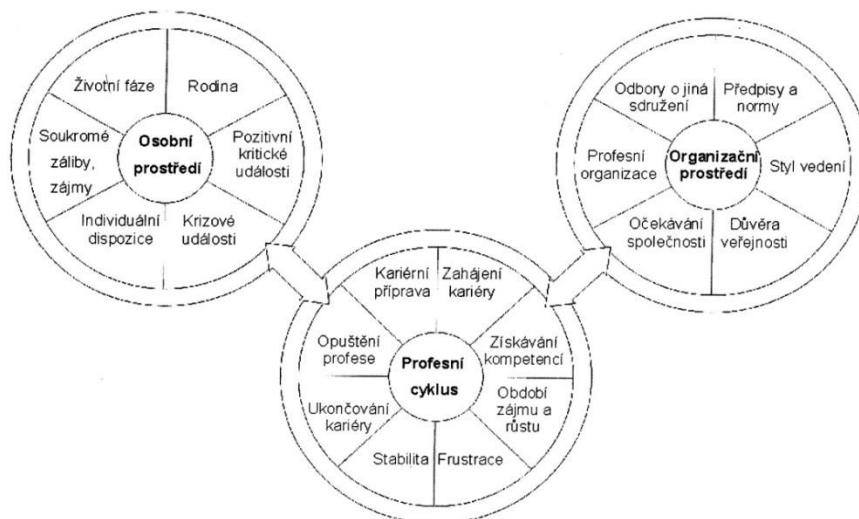 Životní fáze
Rodina
Soukromé
záliby,
zájmy
Osobní
prostředí
Pozitivní
kritické
události
Individuální
dispozice
Krizové
události
Odbory o jiná
sdružení
Předpisy a
normy
Profesní
organizace
Organizační
prostředí
Styl vedení
Očekávání
společnosti
Důvěra
veřejnosti
Kariérní
příprava
Zahájení
kariéry
Opuštění
profese
Profesní
cyklus
Získávání
kompetencí
Ukončování
kariéry
Období
zájmu a
růstu
Stabilita
Frustrace